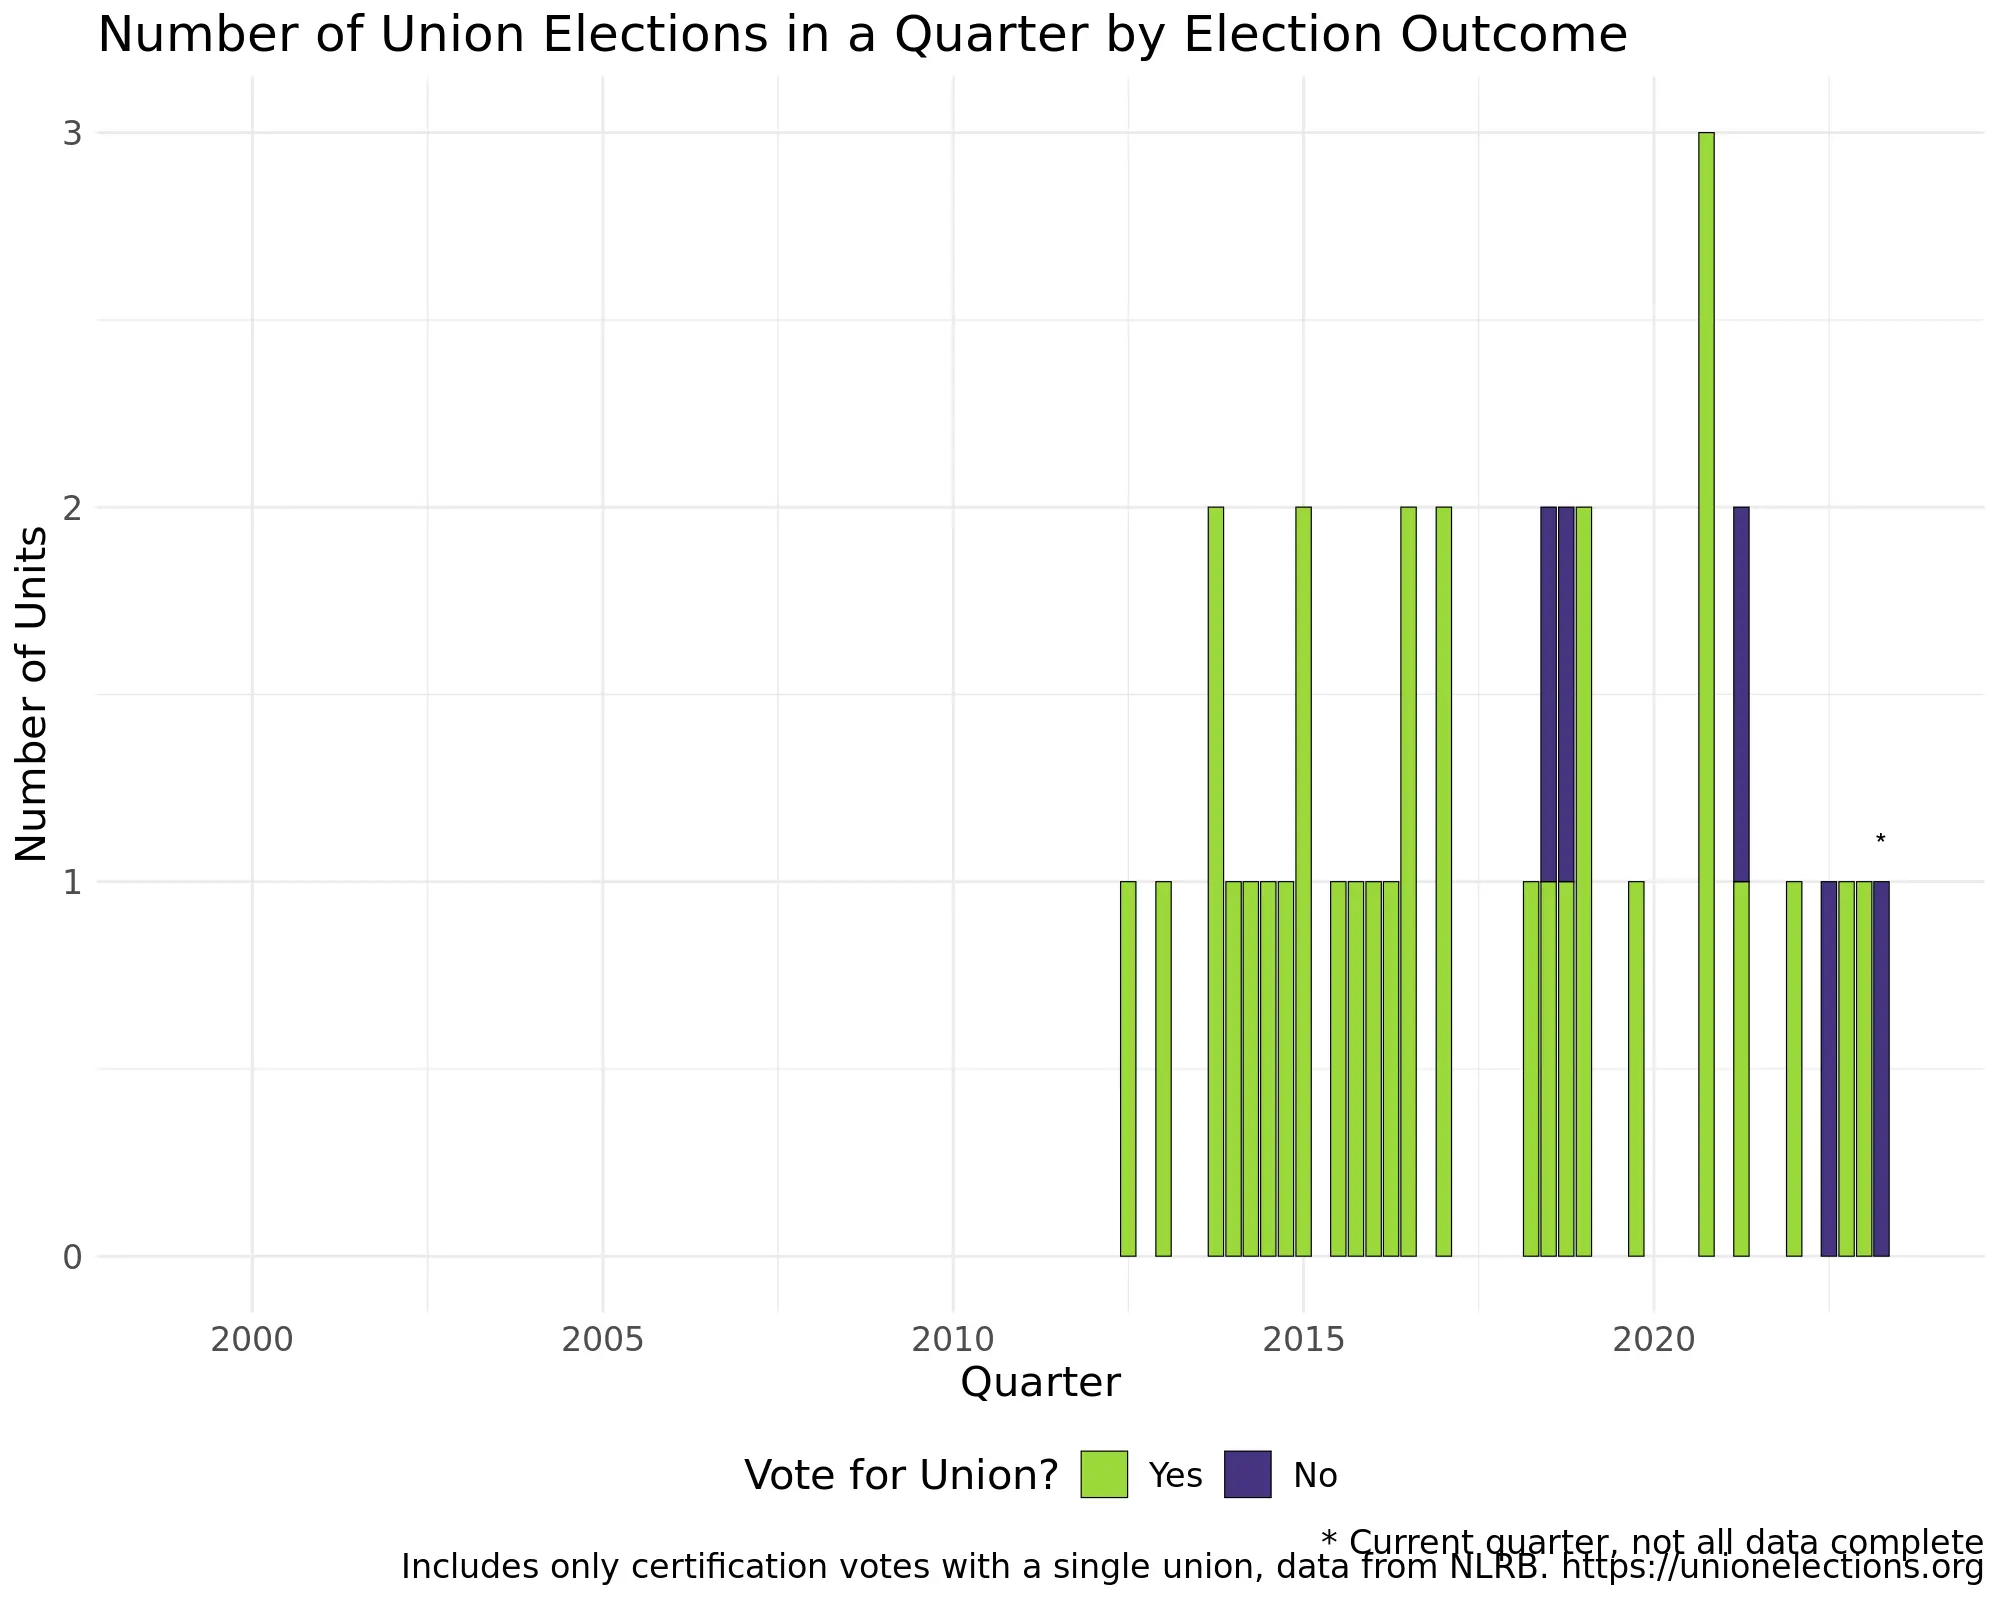 Number of Union Elections in a Quarter by Election Outcome
Number of Units
3
2
1
0
*
2000 2005 2010 2015 2020
Quarter
Vote for Union? Yes No
* Current quarter, not all data complete
Includes only certification votes with a single union, data from NLRB. https://unionelections.org